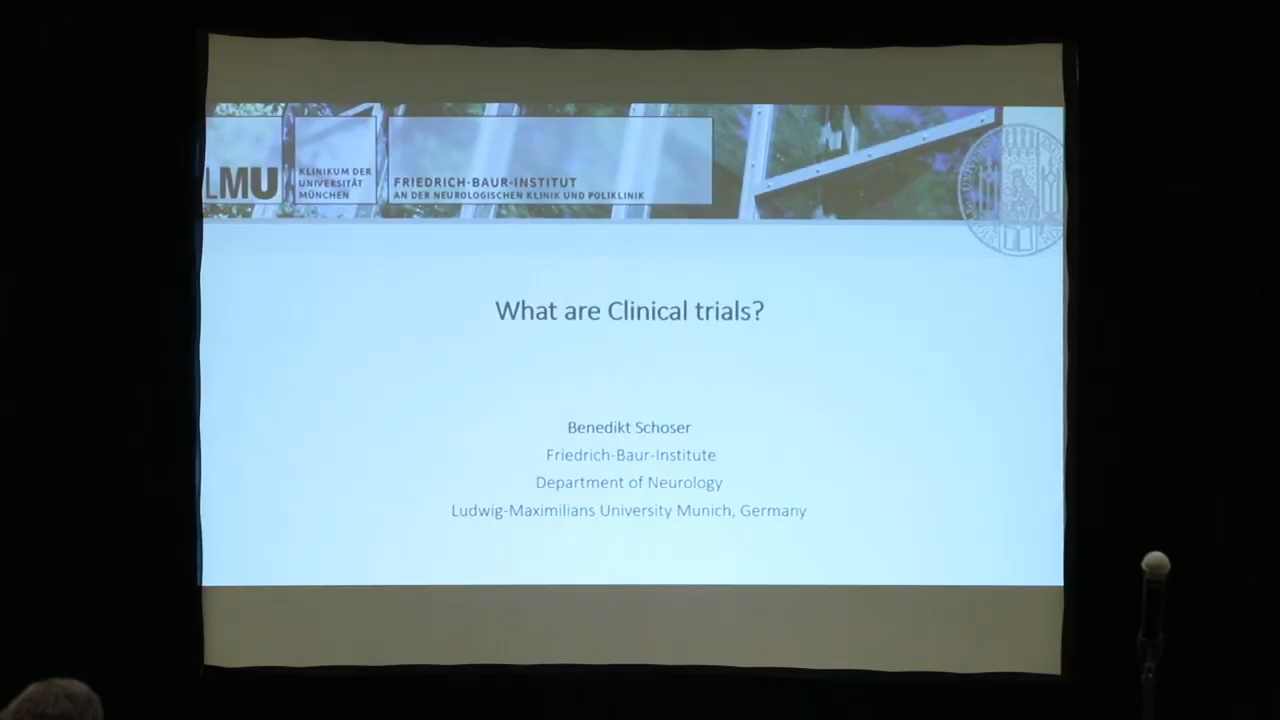 LMU
KLINIKUM DER
UNIVERSITÄT
MÜNCHEN
FRIEDRICH-BAUR-INSTITUT
AN DER NEUROLOGISCHEN KLINIK UND POLIKLINIK
What are Clinical trials?
Benedikt Schoser
Friedrich-Baur-Institute
Department of Neurology
Ludwig-Maximilians University Munich, Germany